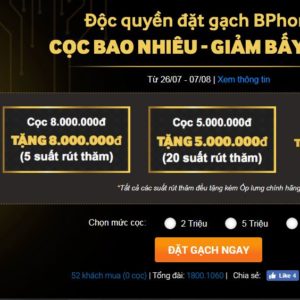 Độc quyền đặt gạch BPho
CỌC BAO NHIÊU - GIẢM BẤY
Từ 26/07 - 07/08 | Xem thông tin
Cọc 8.000.000đ
TẶNG 8.000.000đ
(5 suất rút thăm)
Cọc 5.000.000đ
TẶNG 5.000.000đ
(20 suất rút thăm)
*Tất cả các suất rút thăm đều tặng kèm Ốp lưng chính hãng
Chọn mức cọc:
2 Triệu
5 Triệu
ĐẶT GẠCH NGAY
52 khách mua (0 cọc) | Tổng đài: 1800.1060 | Chia sẻ:
Like 4